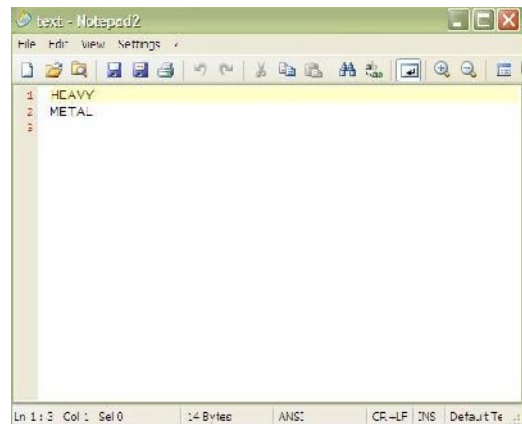 text - Notepad2
File Edit View Settings ?
1 HEAVY
2 METAL
3
Ln 1 : 3 Col 1 Sel 0 14 Bytes ANSI CR+LF INS Default Te